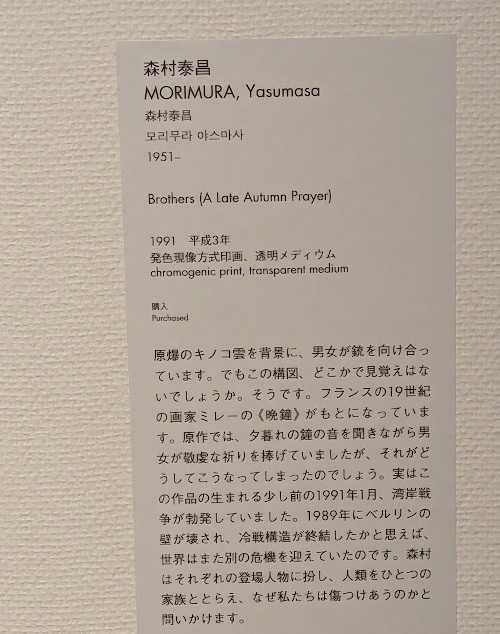 森村泰昌
MORIMURA, Yasumasa
森村泰昌
모리무라 야스마사
1951–
Brothers (A Late Autumn Prayer)
1991　平成3年
発色現像方式印画、透明メディウム
chromogenic print, transparent medium
購入
Purchased
原爆のキノコ雲を背景に、男女が銃を向け合っ
ています。でもこの構図、どこかで見覚えはな
いでしょうか。そうです。フランスの19世紀
の画家ミレーの《晩鐘》がもとになっていま
す。原作では、夕暮れの鐘の音を聞きながら男
女が敬虔な祈りを捧げていましたが、それがど
うしてこうなってしまったのでしょう。実はこ
の作品の生まれる少し前の1991年1月、湾岸戦
争が勃発していました。1989年にベルリンの
壁が壊され、冷戦構造が終結したかと思えば、
世界はまた別の危機を迎えていたのです。森村
はそれぞれの登場人物に扮し、人類をひとつの
家族ととらえ、なぜ私たちは傷つけあうのかと
問いかけます。